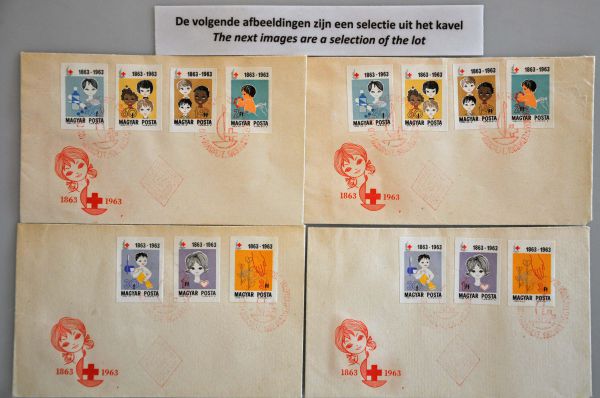 De volgende afbeeldingen zijn een selectie uit het kavel
The next images are a selection of the lot
1863-1963 1863-1963 1863-1963 1863-1963
MAGYAR POSTA MAGYAR POSTA MAGYAR POSTA MAGYAR POSTA
1863 1963
1863-1963 1863-1963 1863-1963 1863-1963
MAGYAR POSTA MAGYAR POSTA MAGYAR POSTA MAGYAR POSTA
1863 1963
1863-1963 1863-1963 1863-1963
MAGYAR POSTA MAGYAR POSTA MAGYAR POSTA
1863 1963
1863-1963 1863-1963 1863-1963
MAGYAR POSTA MAGYAR POSTA MAGYAR POSTA
1863 1963